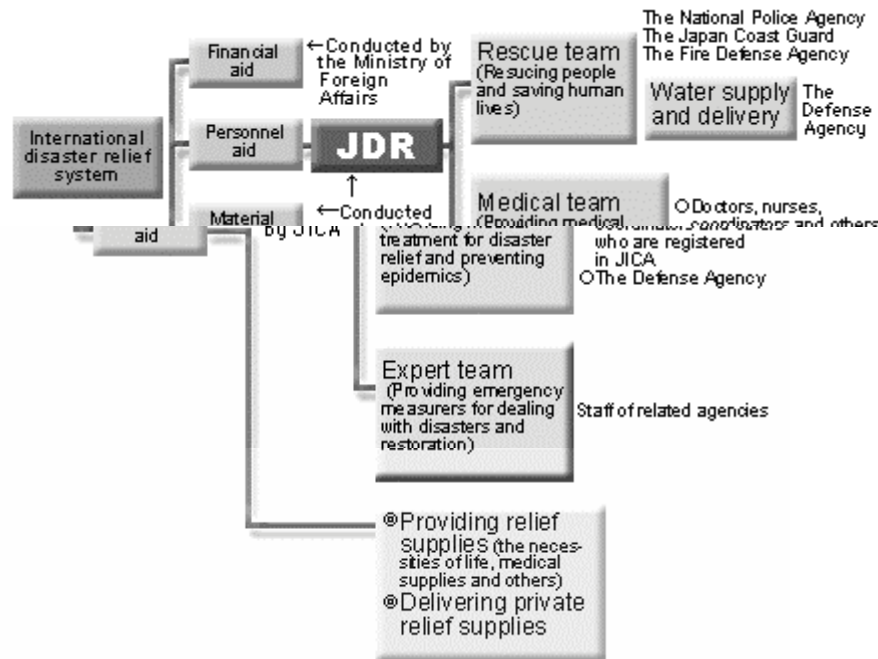 International
disaster relief
system
Financial
aid
←Conducted by
the Ministry of
Foreign
Affairs
Personnel
aid
JDR
↑
Material
aid
←Conducted
by JICA
Rescue team
(Resucing people
and saving human
lives)
The National Police Agency
The Japan Coast Guard
The Fire Defense Agency
Water supply
and delivery
The
Defense
Agency
Medical team
(Providing medical
treatment for disaster
relief and preventing
epidemics)
○Doctors, nurses,
coordinators and others
who are registered
in JICA
○The Defense Agency
Expert team
(Providing emergency
measurers for dealing
with disasters and
restoration)
Staff of related agencies
◎Providing relief
supplies (the neces-
sities of life, medical
supplies and others)
◎Delivering private
relief supplies